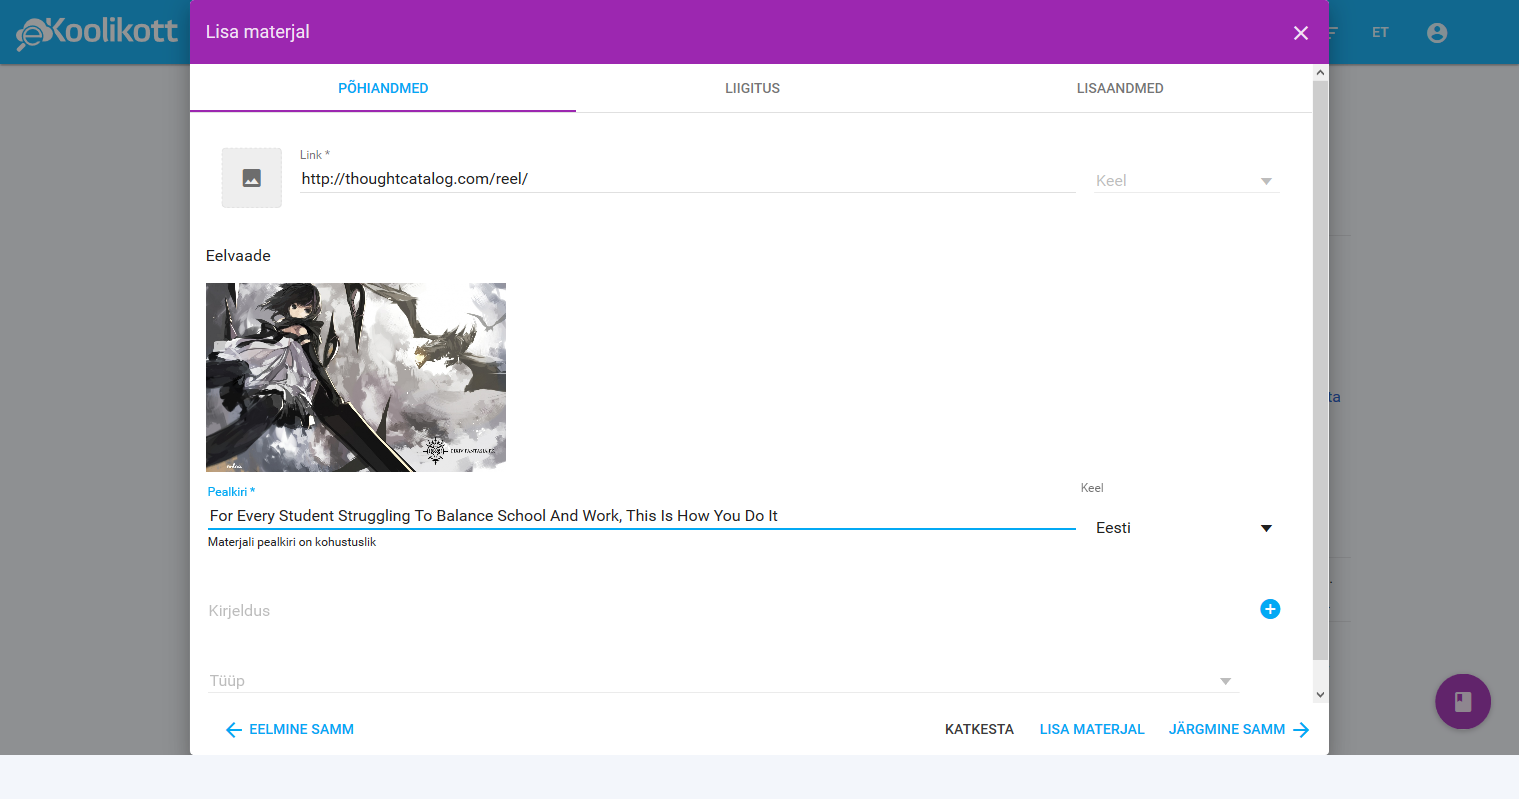 eKoolikott
Lisa materjal
ET
PÕHIANDMED
LIIGITUS
LISAANDMED
Link *
http://thoughtcatalog.com/reel/
Keel
Eelvaade
ta
Pealkiri *
Keel
For Every Student Struggling To Balance School And Work, This Is How You Do It
Eesti
Materjali pealkiri on kohustuslik
Kirjeldus
Tüüp
EELMINE SAMM
KATKESTA
LISA MATERJAL
JÄRGMINE SAMM